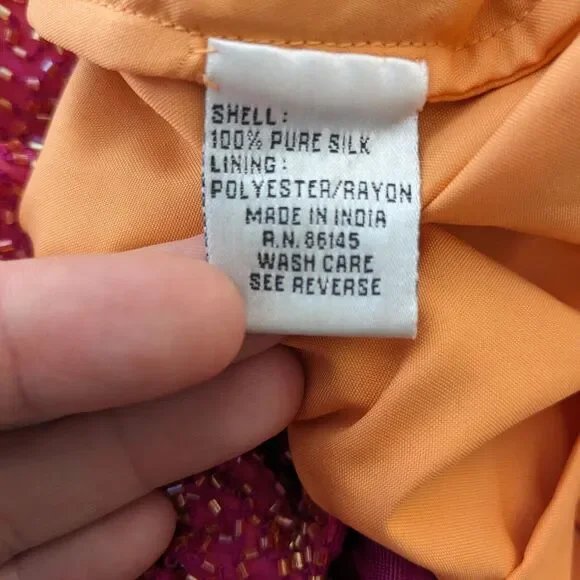 SHELL:
100% PURE SILK
LINING:
POLYESTER/RAYON
MADE IN INDIA
R.N. 86145
WASH CARE
SEE REVERSE